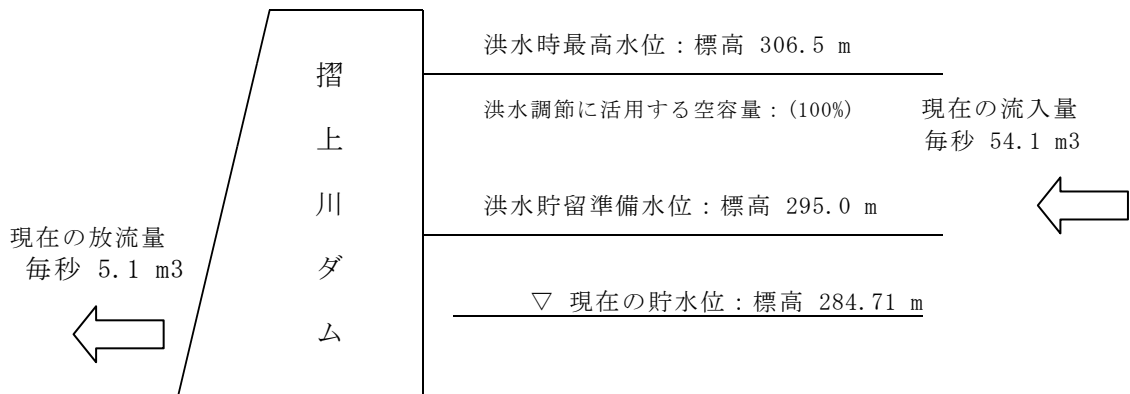 洪水時最高水位：標高 306.5 m
洪水調節に活用する空容量：(100%)
現在の流入量
毎秒 54.1 m3
摺上川ダム
洪水貯留準備水位：標高 295.0 m
現在の放流量
毎秒 5.1 m3
▽ 現在の貯水位：標高 284.71 m